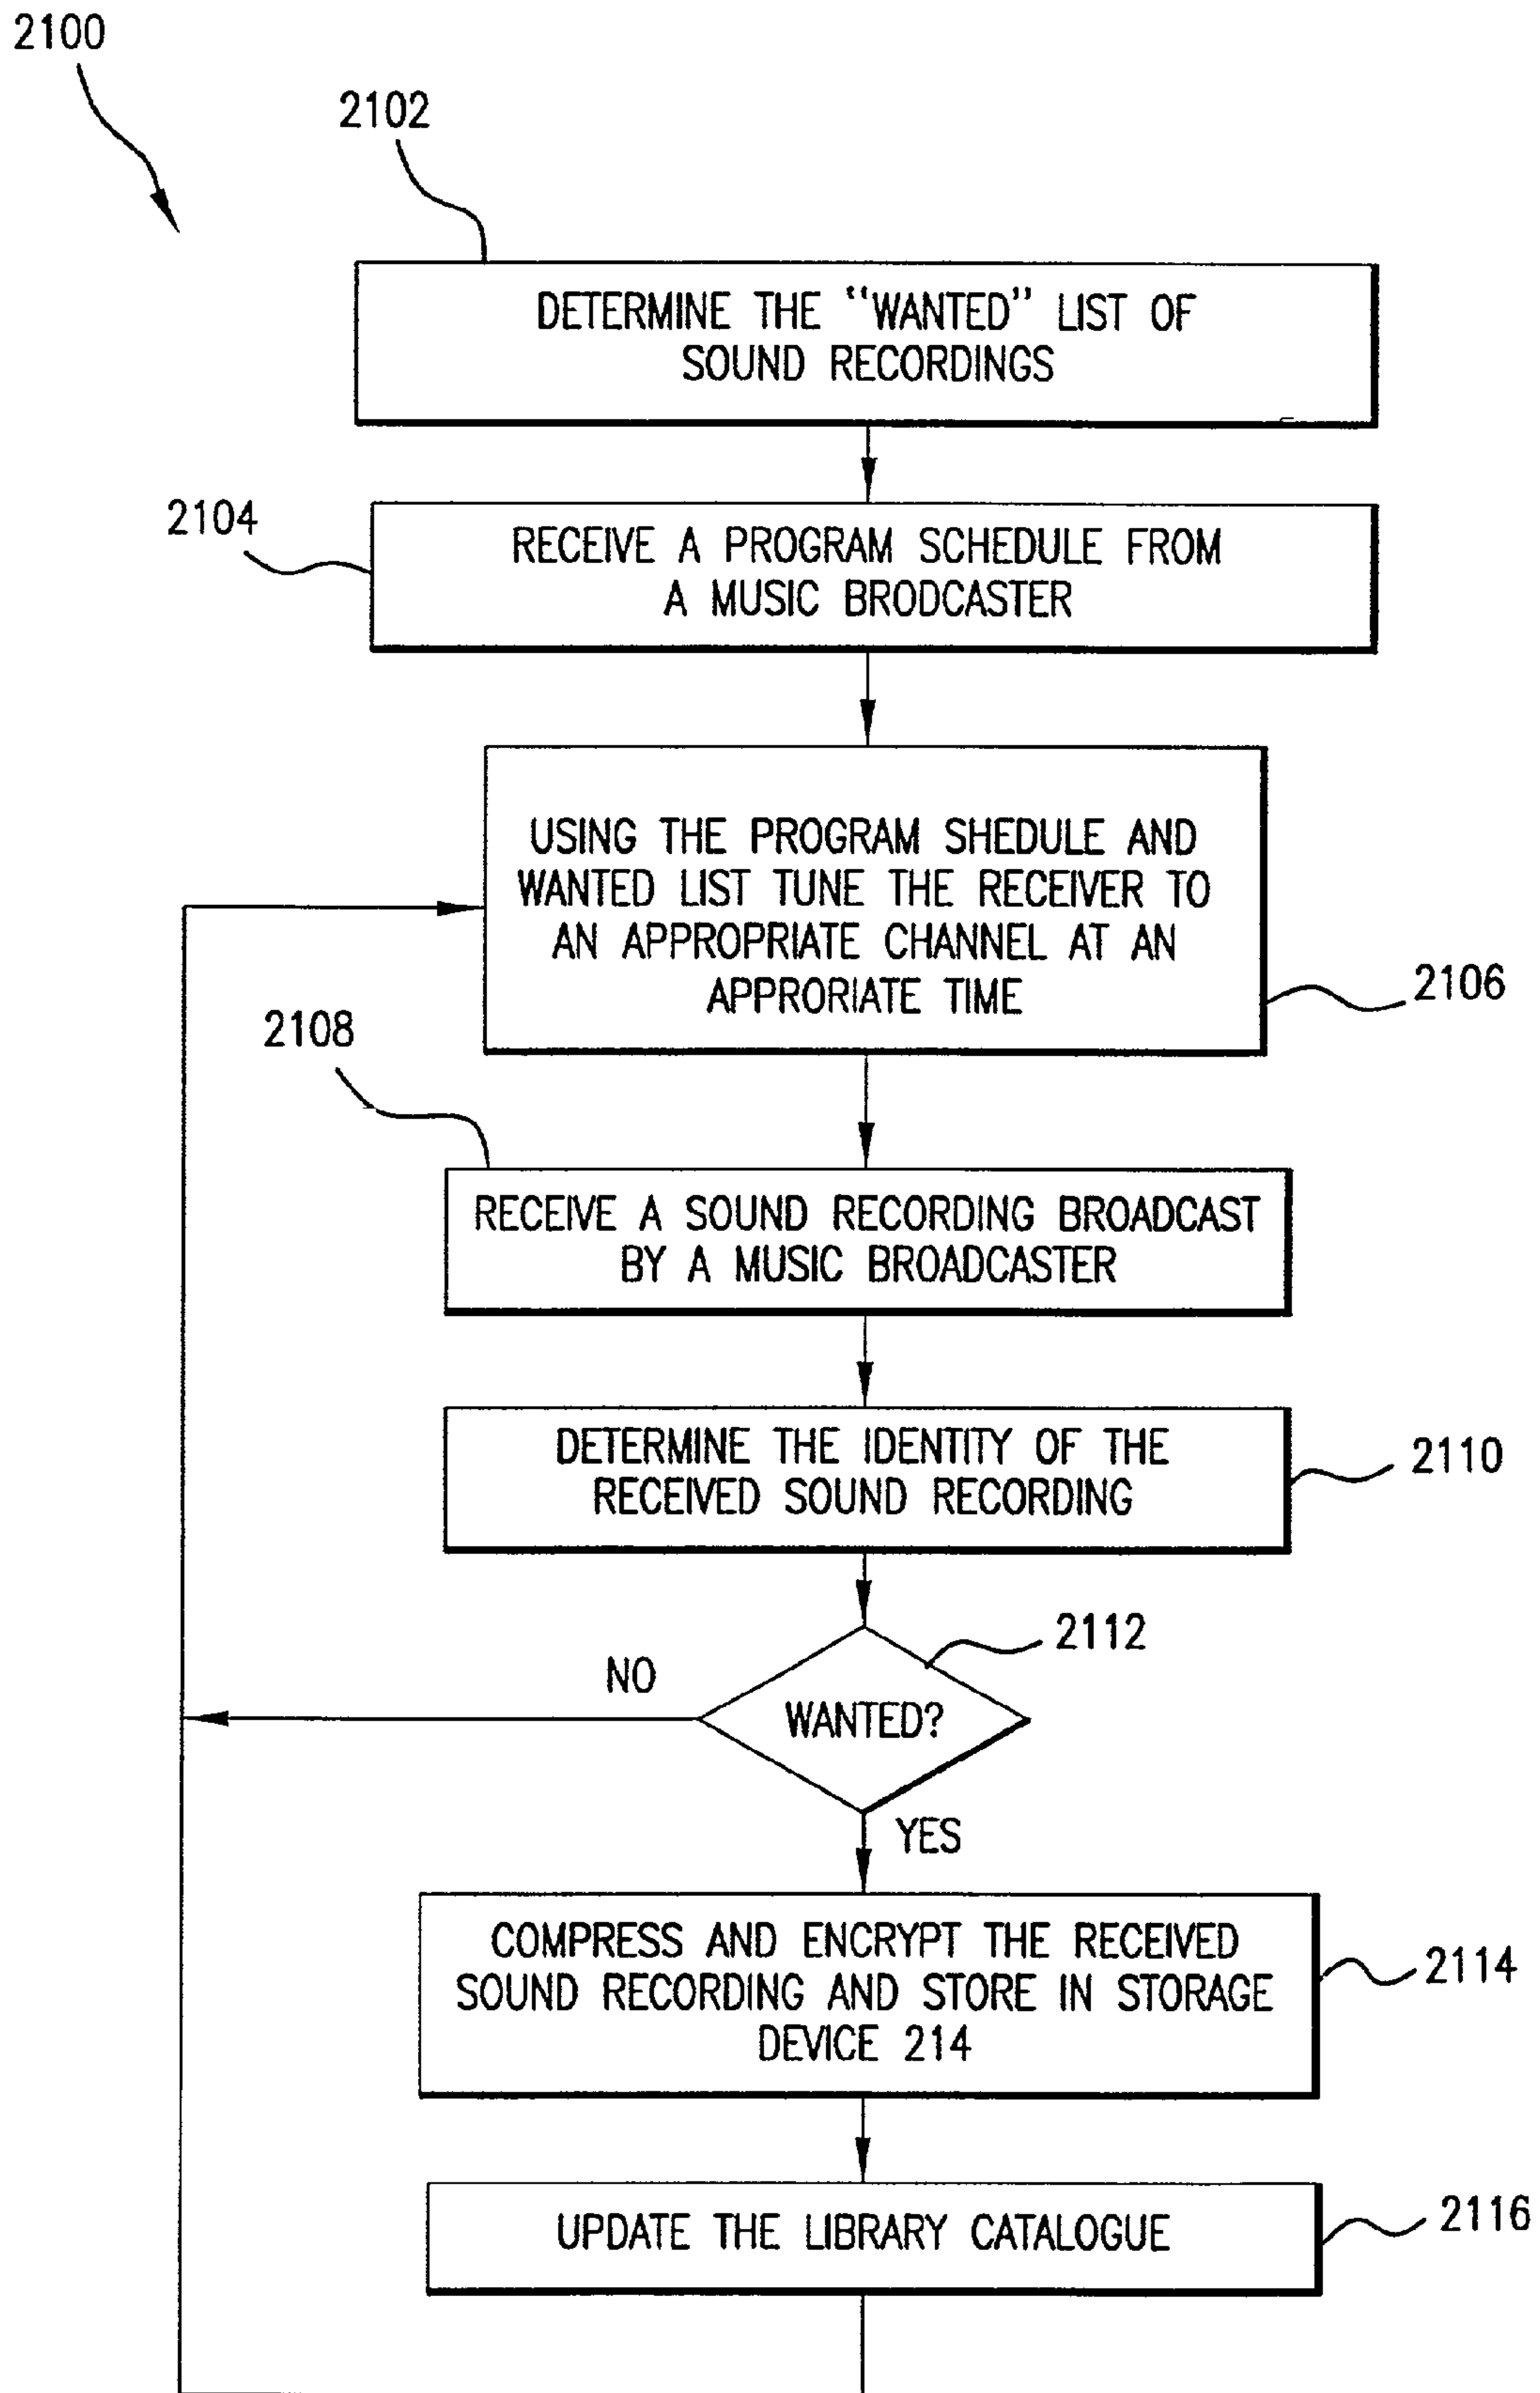 2100
2102
DETERMINE THE “WANTED” LIST OF
SOUND RECORDINGS
2104
RECEIVE A PROGRAM SCHEDULE FROM
A MUSIC BRODCASTER
USING THE PROGRAM SHEDULE AND
WANTED LIST TUNE THE RECEIVER TO
AN APPROPRIATE CHANNEL AT AN
APPRORIATE TIME
2106
2108
RECEIVE A SOUND RECORDING BROADCAST
BY A MUSIC BROADCASTER
DETERMINE THE IDENTITY OF THE
RECEIVED SOUND RECORDING
2110
2112
NO
WANTED?
YES
COMPRESS AND ENCRYPT THE RECEIVED
SOUND RECORDING AND STORE IN STORAGE
DEVICE 214
2114
UPDATE THE LIBRARY CATALOGUE
2116